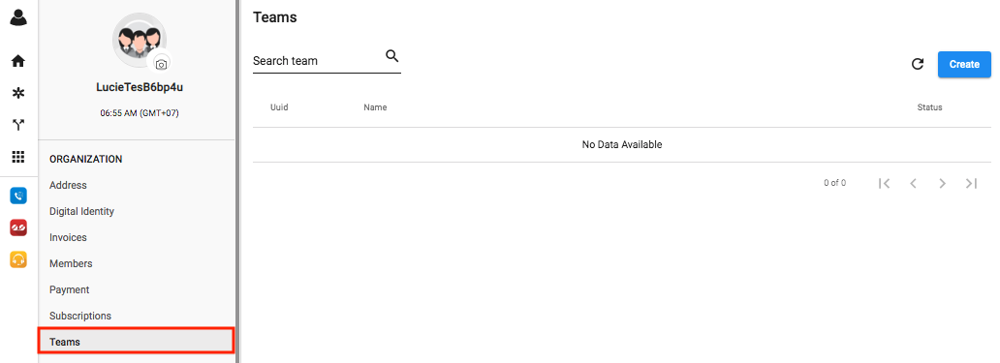 LucieTesB6bp4u
06:55 AM (GMT+07)
ORGANIZATION
Address
Digital Identity
Invoices
Members
Payment
Subscriptions
Teams
Teams
Search team
Create
Uuid Name Status
No Data Available
0 of 0